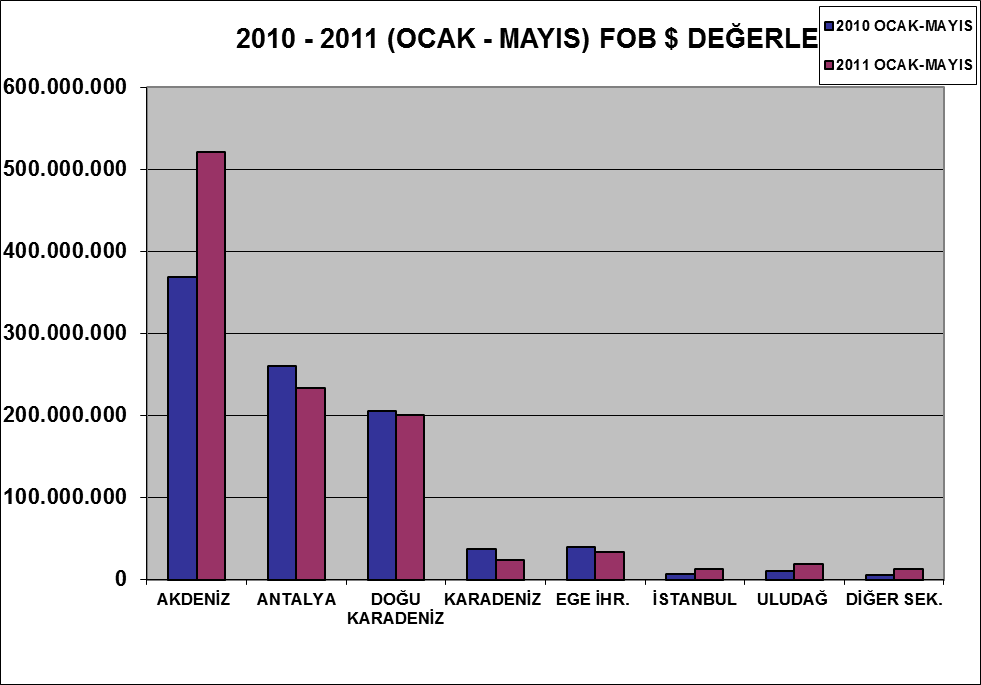 2010 - 2011 (OCAK - MAYIS) FOB $ DEĞERLE
2010 OCAK-MAYIS
2011 OCAK-MAYIS
600.000.000
500.000.000
400.000.000
300.000.000
200.000.000
100.000.000
0
AKDENİZ ANTALYA DOĞU KARADENİZ EGE İHR. İSTANBUL ULUDAĞ DİĞER SEK.
KARADENİZ